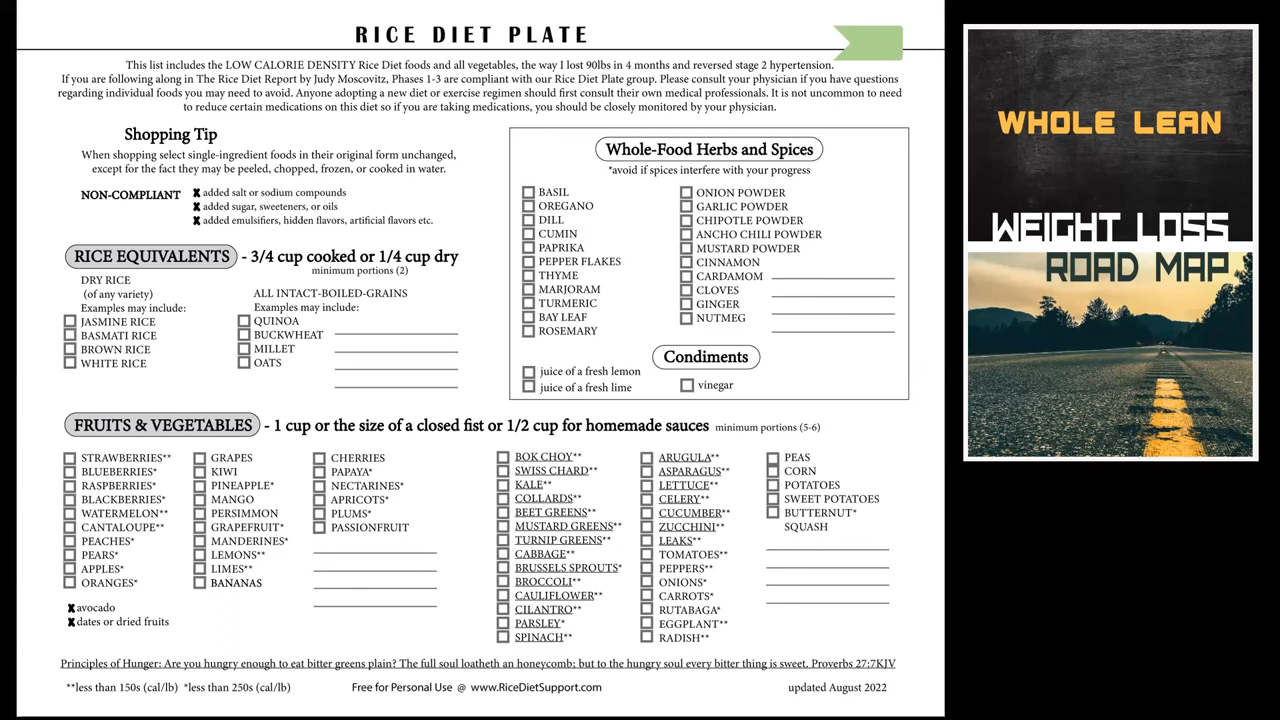 RICE DIET PLATE
This list includes the LOW CALORIE DENSITY Rice Diet foods and all vegetables, the way I lost 90lbs in 4 months and reversed stage 2 hypertension.
If you are following along in The Rice Diet Report by Judy Moscovitz, Phases 1-3 are compliant with our Rice Diet Plate group. Please consult your physician if you have questions
regarding individual foods you may need to avoid. Anyone adopting a new diet or exercise regimen should first consult their own medical professionals. It is not uncommon to need
to reduce certain medications on this diet so if you are taking medications, you should be closely monitored by your physician.
Shopping Tip
When shopping select single-ingredient foods in their original form unchanged,
except for the fact they may be peeled, chopped, frozen, or cooked in water.
NON-COMPLIANT
✖ added salt or sodium compounds
✖ added sugar, sweeteners, or oils
✖ added emulsifiers, hidden flavors, artificial flavors etc.
RICE EQUIVALENTS - 3/4 cup cooked or 1/4 cup dry
minimum portions (2)
DRY RICE
(of any variety)
Examples may include:
JASMINE RICE
BASMATI RICE
BROWN RICE
WHITE RICE
ALL INTACT-BOILED-GRAINS
Examples may include:
QUINOA
BUCKWHEAT
MILLET
OATS
Whole-Food Herbs and Spices
*avoid if spices interfere with your progress
BASIL
OREGANO
DILL
CUMIN
PAPRIKA
PEPPER FLAKES
THYME
MARJORAM
TURMERIC
BAY LEAF
ROSEMARY
ONION POWDER
GARLIC POWDER
CHIPOTLE POWDER
ANCHO CHILI POWDER
MUSTARD POWDER
CINNAMON
CARDAMOM
CLOVES
GINGER
NUTMEG
Condiments
juice of a fresh lemon
juice of a fresh lime
vinegar
FRUITS & VEGETABLES - 1 cup or the size of a closed fist or 1/2 cup for homemade sauces minimum portions (5-6)
STRAWBERRIES**
BLUEBERRIES*
RASPBERRIES*
BLACKBERRIES*
WATERMELON**
CANTALOUPE**
PEACHES*
PEARS*
APPLES*
ORANGES*
✖ avocado
✖ dates or dried fruits
GRAPES
KIWI
PINEAPPLE*
MANGO
PERSIMMON
GRAPEFRUIT*
MANDERINES*
LEMONS**
LIMES**
BANANAS
CHERRIES
PAPAYA*
NECTARINES*
APRICOTS*
PLUMS*
PASSIONFRUIT
BOK CHOY**
SWISS CHARD**
KALE**
COLLARDS**
BEET GREENS**
MUSTARD GREENS**
TURNIP GREENS**
CABBAGE**
BRUSSELS SPROUTS*
BROCCOLI**
CAULIFLOWER**
CILANTRO**
PARSLEY*
SPINACH**
ARUGULA**
ASPARAGUS**
LETTUCE**
CELERY**
CUCUMBER**
ZUCCHINI**
LEAKS**
TOMATOES**
PEPPERS**
ONIONS*
CARROTS*
RUTABAGA*
EGGPLANT**
RADISH**
PEAS
CORN
POTATOES
SWEET POTATOES
BUTTERNUT*
SQUASH
Principles of Hunger: Are you hungry enough to eat bitter greens plain? The full soul loatheth an honeycomb; but to the hungry soul every bitter thing is sweet. Proverbs 27:7KJV
**less than 150s (cal/lb) *less than 250s (cal/lb)
Free for Personal Use @ www.RiceDietSupport.com
updated August 2022
WHOLE LEAN
WEIGHT LOSS
ROAD MAP